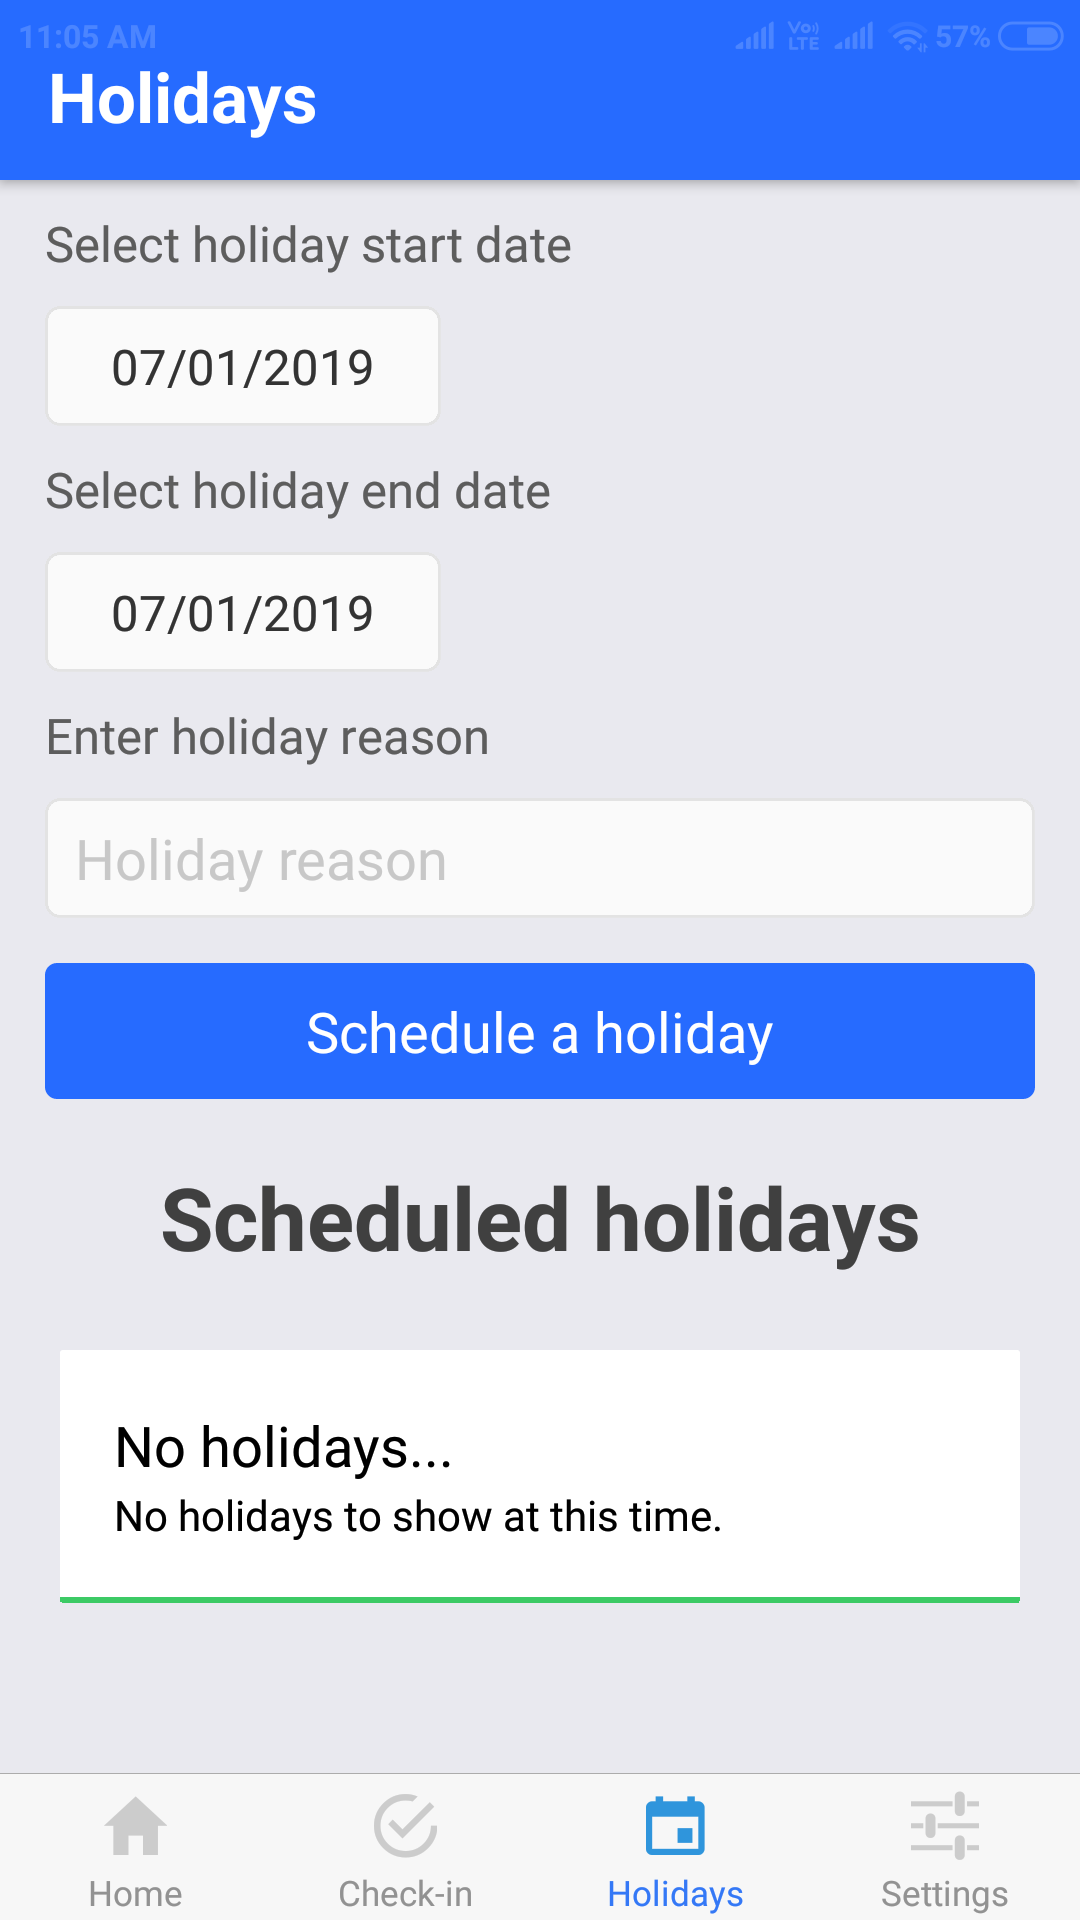 11:05 AM Vo)) LTE 57%
Holidays
Select holiday start date
07/01/2019
Select holiday end date
07/01/2019
Enter holiday reason
Holiday reason
Schedule a holiday
Scheduled holidays
No holidays...
No holidays to show at this time.
Home Check-in Holidays Settings